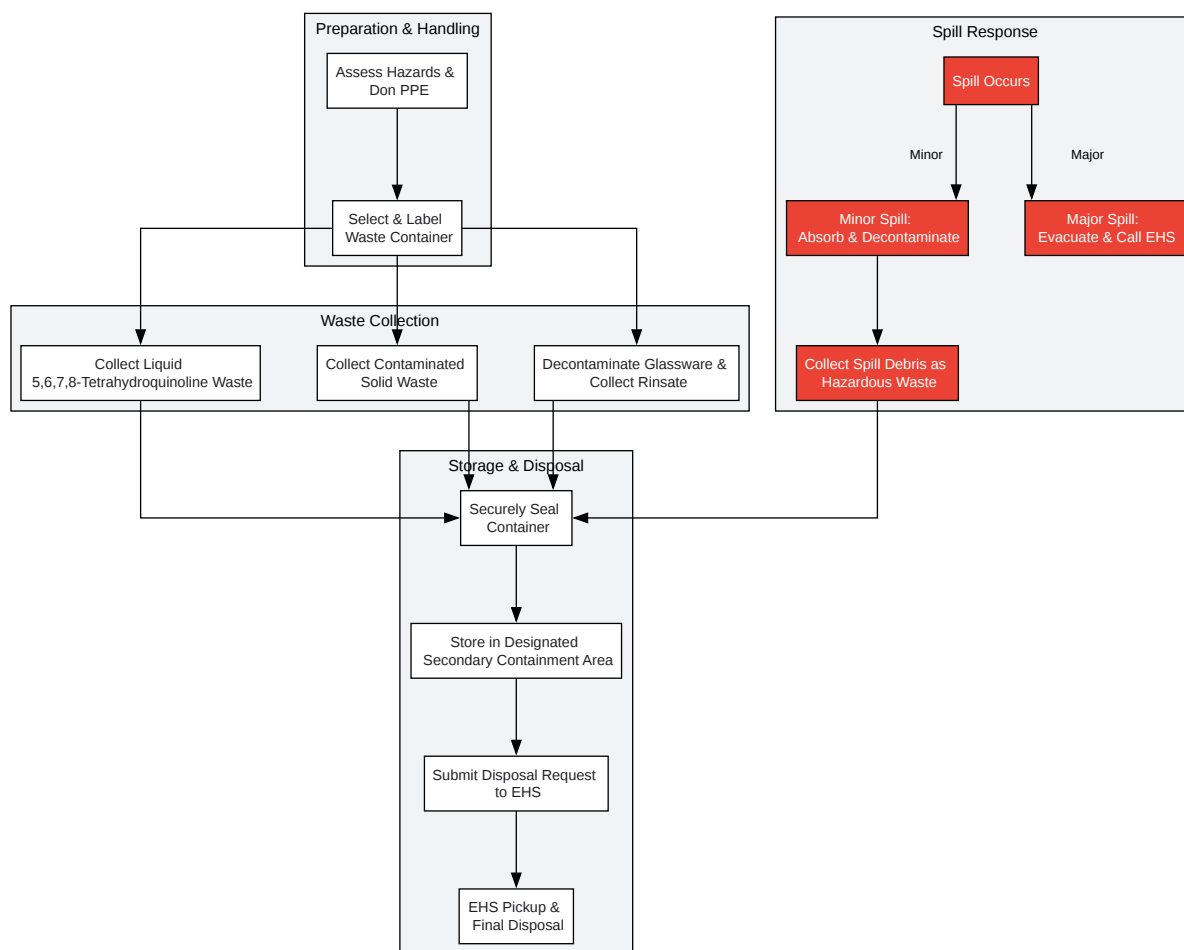 Preparation & Handling
Assess Hazards &
Don PPE
Select & Label
Waste Container
Waste Collection
Collect Liquid
5,6,7,8-Tetrahydroquinoline Waste
Collect Contaminated
Solid Waste
Decontaminate Glassware &
Collect Rinsate
Spill Response
Spill Occurs
Minor
Major
Minor Spill:
Absorb & Decontaminate
Major Spill:
Evacuate & Call EHS
Collect Spill Debris as
Hazardous Waste
Storage & Disposal
Securely Seal
Container
Store in Designated
Secondary Containment Area
Submit Disposal Request
to EHS
EHS Pickup &
Final Disposal